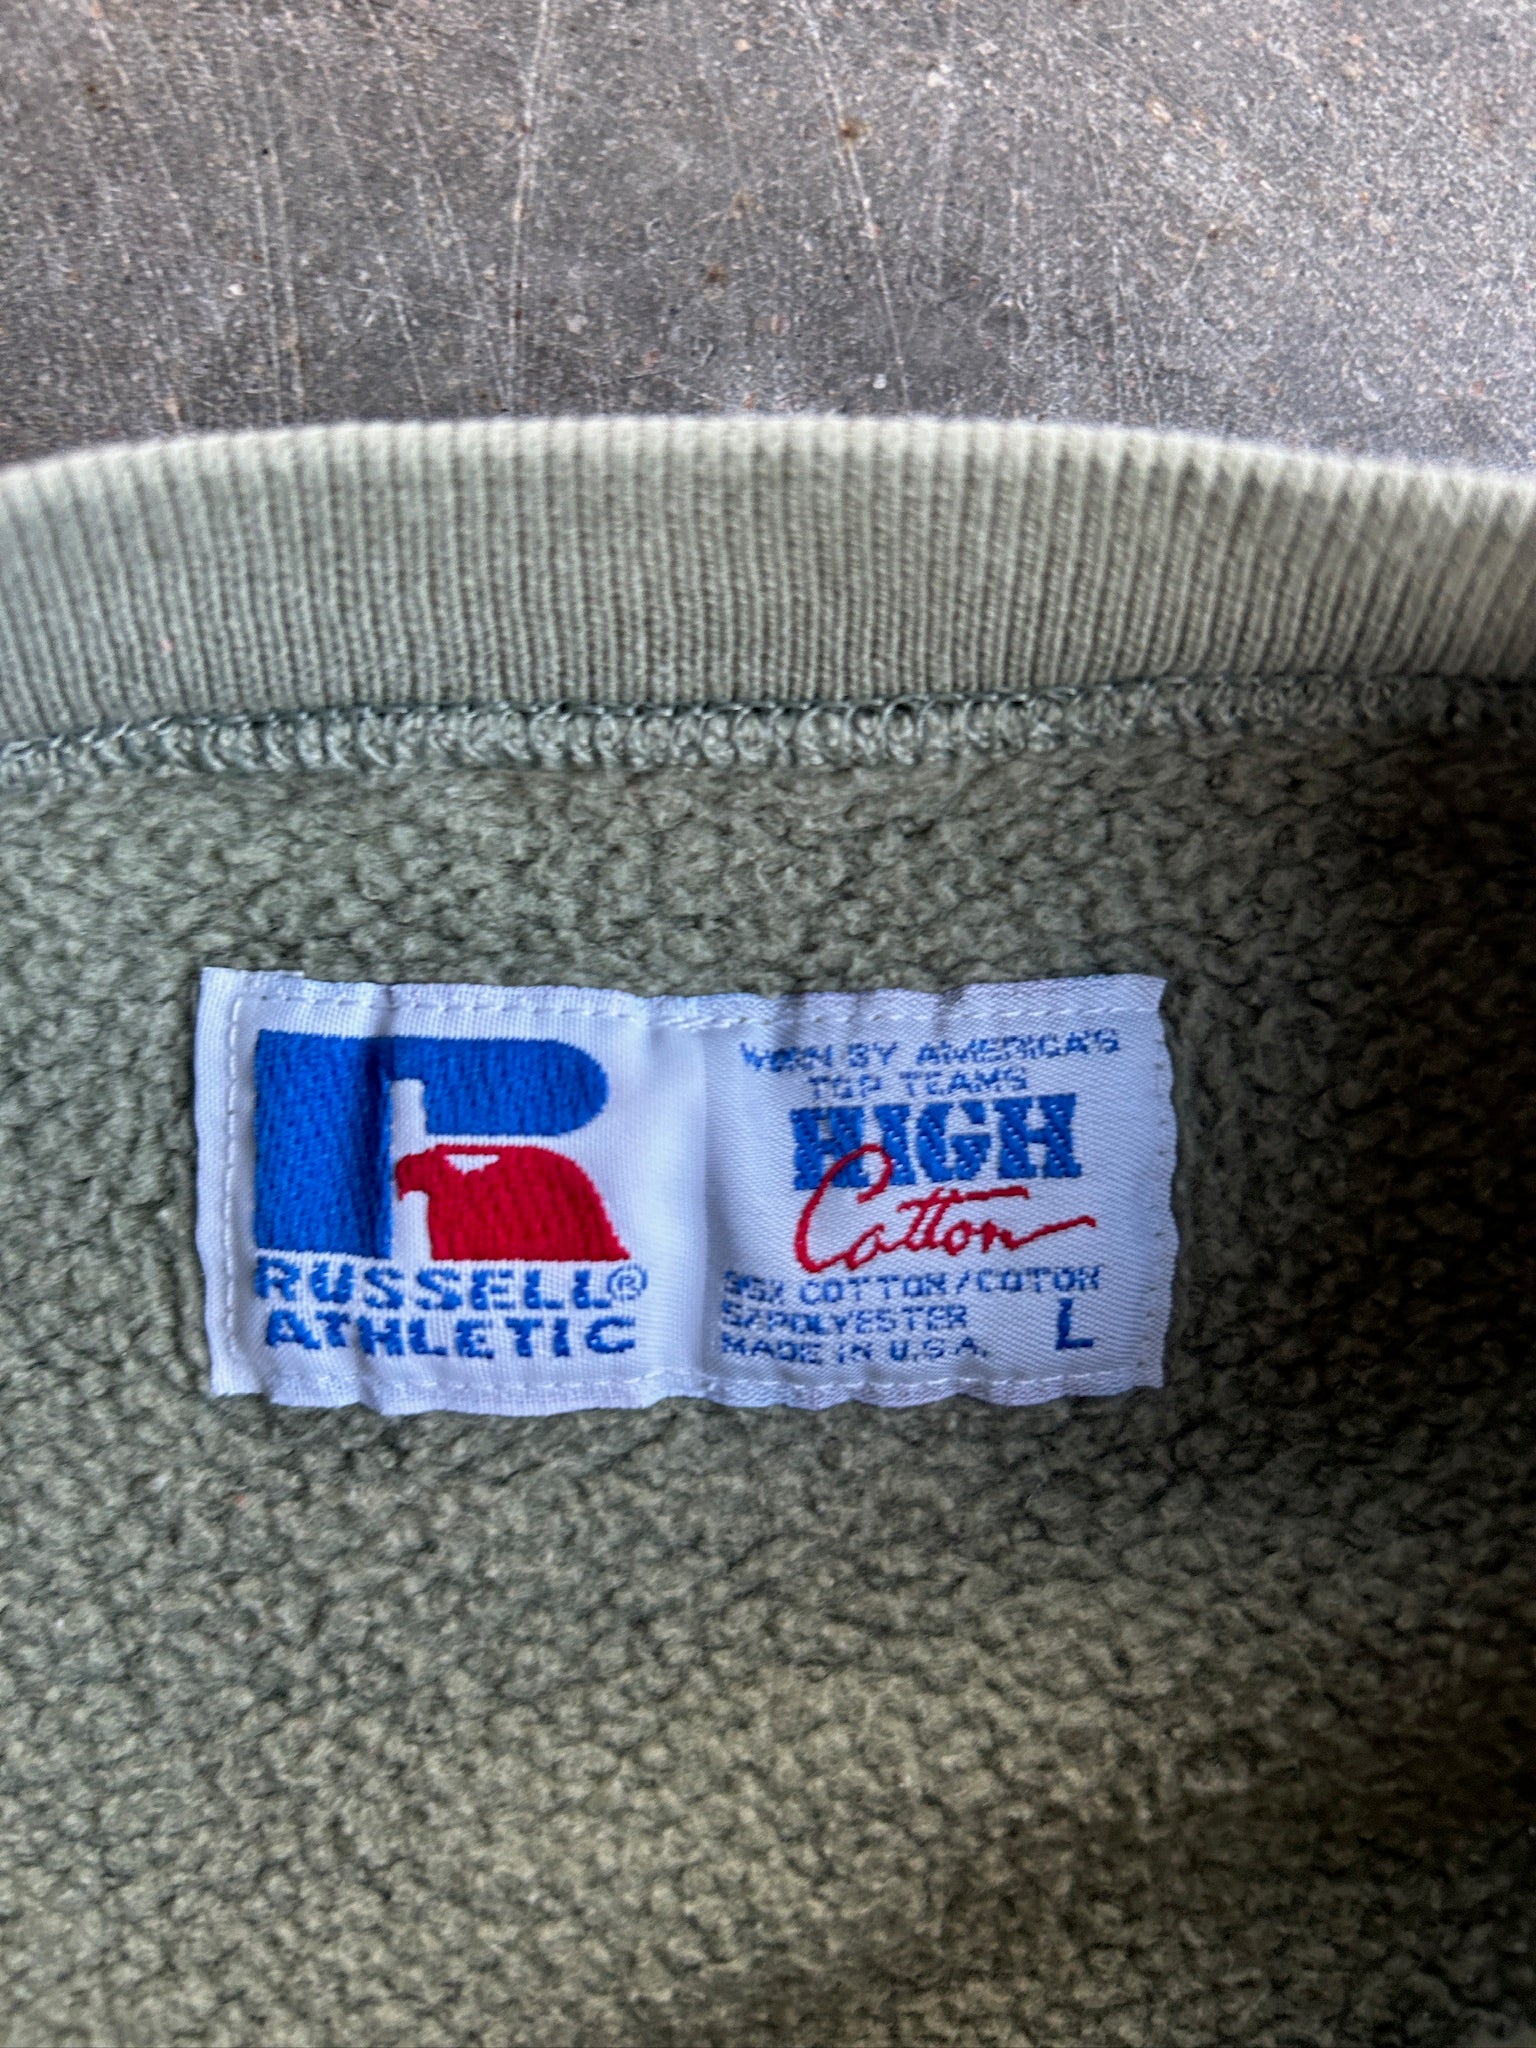 RUSSELL®
ATHLETIC
WORN BY AMERICA'S
TOP TEAMS
HIGH
Cotton
95% COTTON/COTON
5%POLYESTER
MADE IN U.S.A.
L